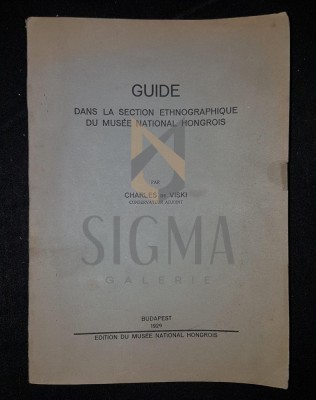 GUIDE
DANS LA SECTION ETHNOGRAPHIQUE
DU MUSÉE NATIONAL HONGROIS
PAR
CHARLES DE VISKI
CONSERVATEUR ADJOINT
SIGMA
GALERIE
BUDAPEST
EDITION DU MUSÉE NATIONAL HONGROIS